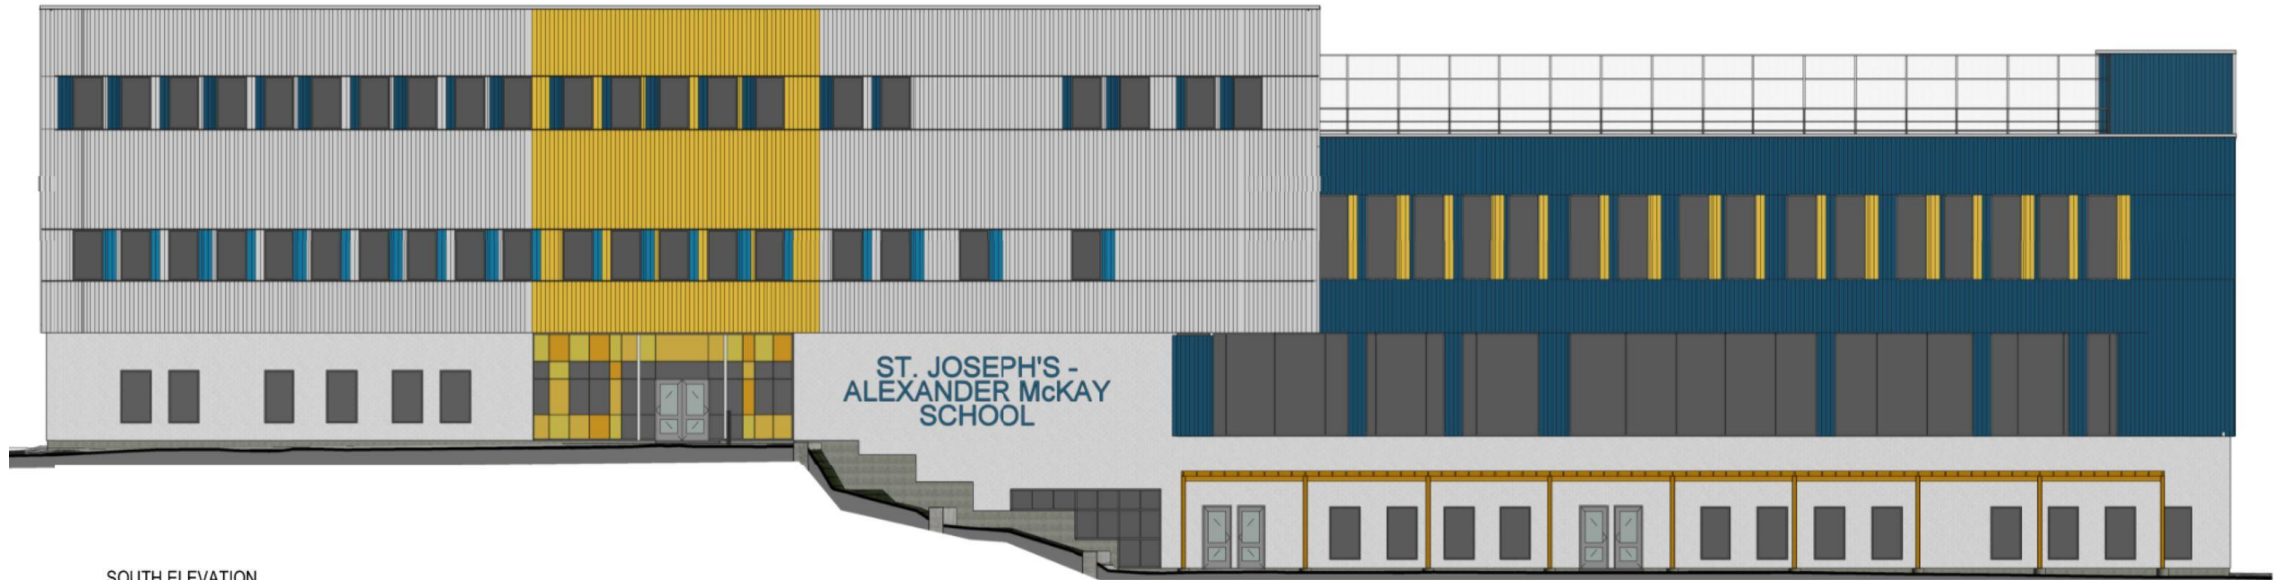 ST. JOSEPH'S -
ALEXANDER McKAY
SCHOOL
SOUTH ELEVATION